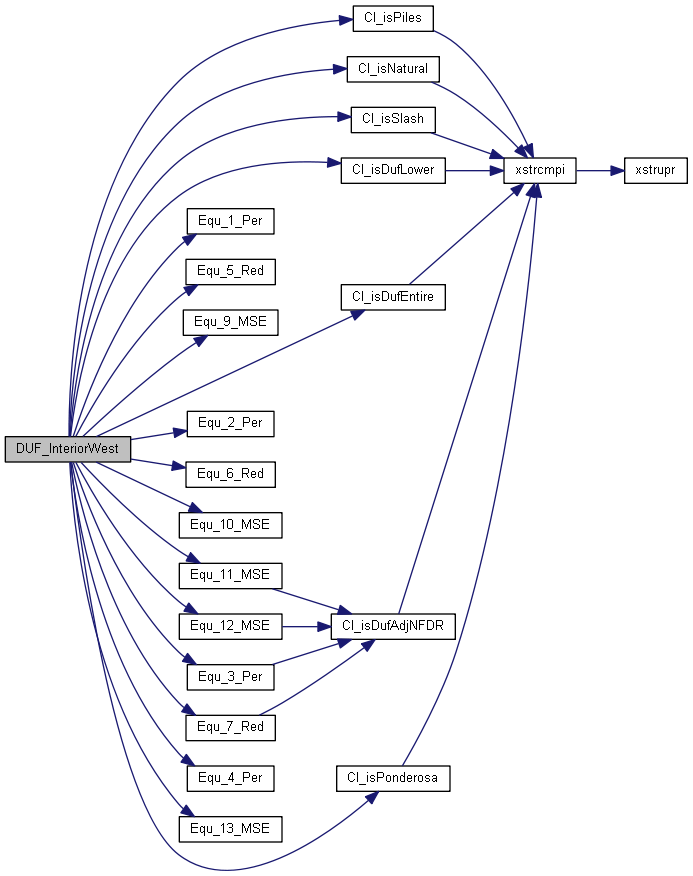 CI_isPiles
CI_isNatural
CI_isSlash
CI_isDufLower
xstrcmpi
xstrupr
Equ_1_Per
Equ_5_Red
CI_isDufEntire
Equ_9_MSE
Equ_2_Per
DUF_InteriorWest
Equ_6_Red
Equ_10_MSE
Equ_11_MSE
Equ_12_MSE
CI_isDufAdjNFDR
Equ_3_Per
Equ_7_Red
Equ_4_Per
CI_isPonderosa
Equ_13_MSE